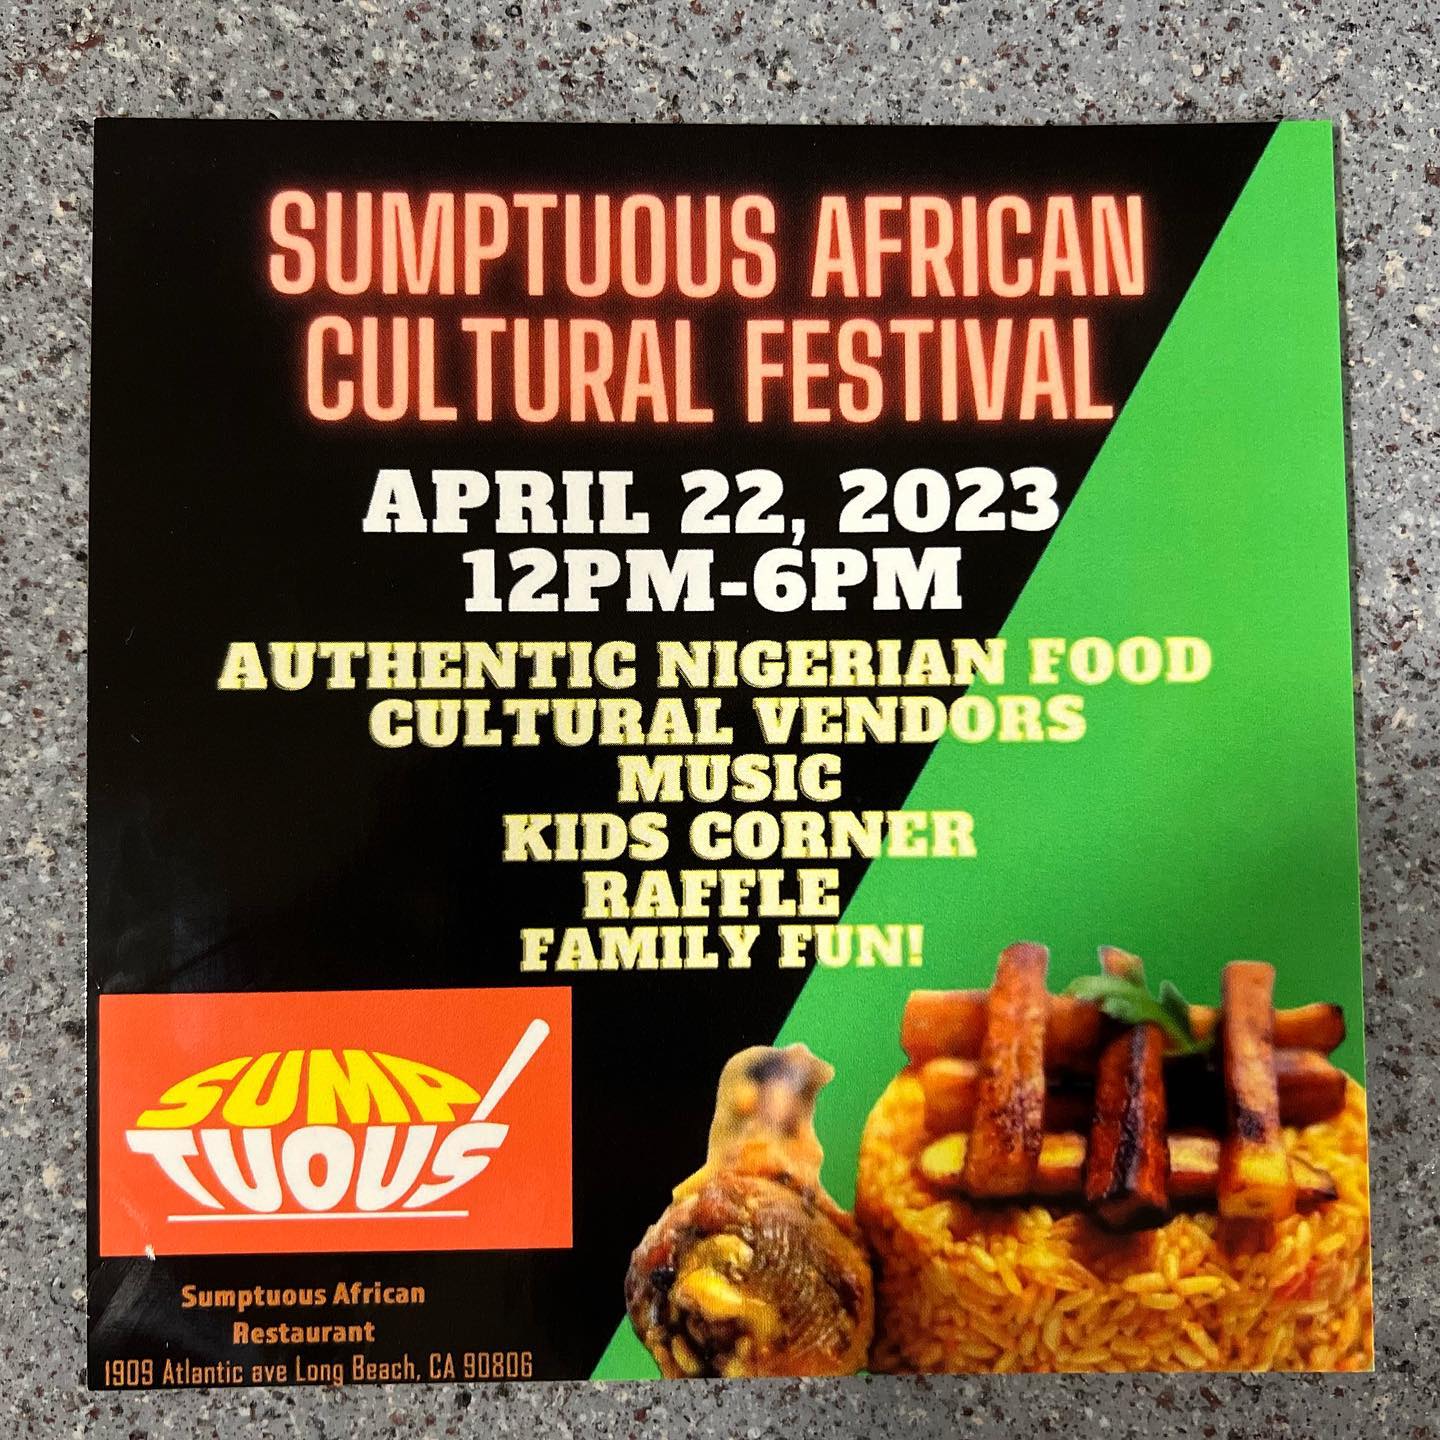 SUMPTUOUS AFRICAN
CULTURAL FESTIVAL
APRIL 22, 2023
12PM-6PM
AUTHENTIC NIGERIAN FOOD
CULTURAL VENDORS
MUSIC
KIDS CORNER
RAFFLE
FAMILY FUN!
SUMP
TUOUS
Sumptuous African
Restaurant
1909 Atlantic ave Long Beach, CA 90806